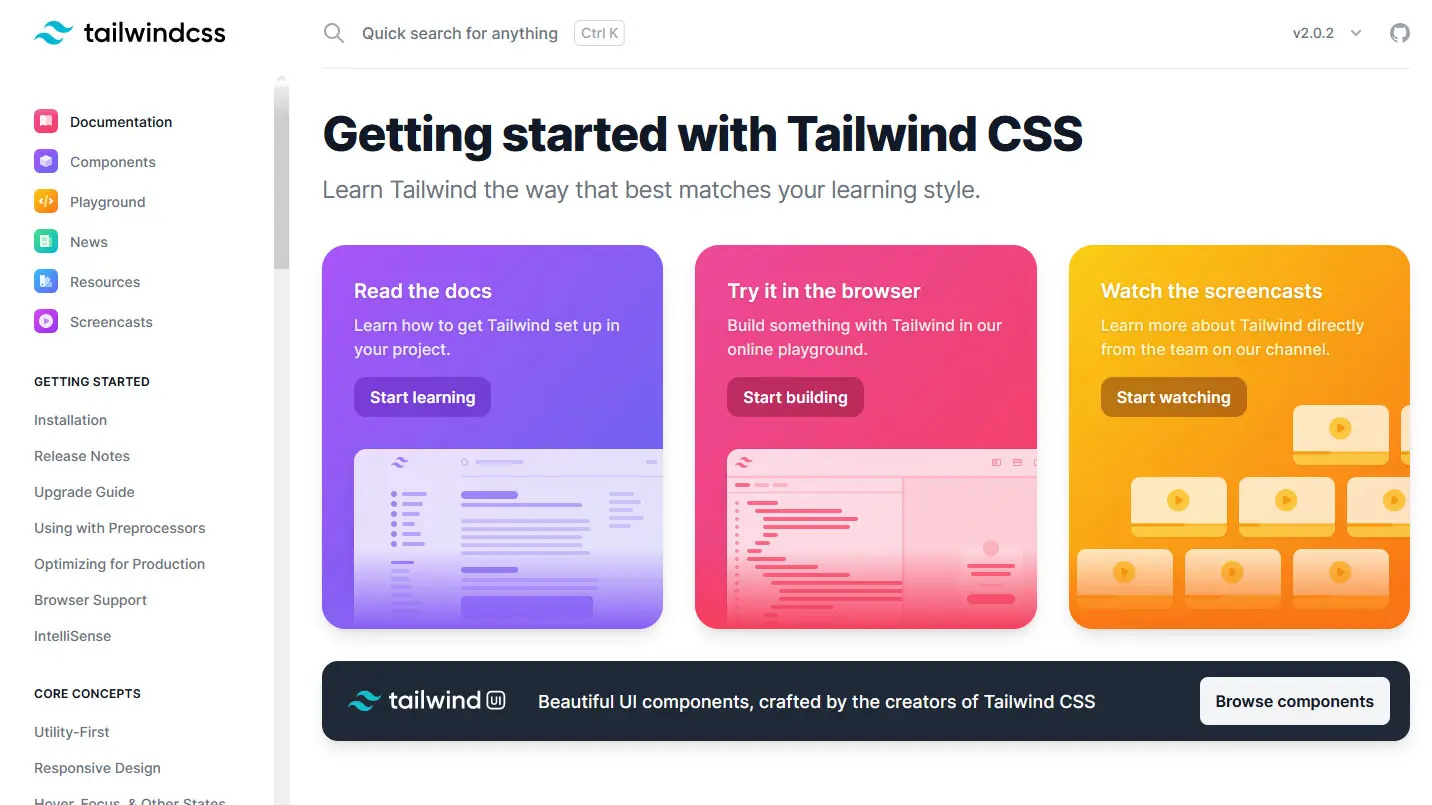 tailwindcss
Quick search for anything
Ctrl K
v2.0.2
Documentation
Components
Playground
News
Resources
Screencasts
GETTING STARTED
Installation
Release Notes
Upgrade Guide
Using with Preprocessors
Optimizing for Production
Browser Support
IntelliSense
CORE CONCEPTS
Utility-First
Responsive Design
Hover, Focus, & Other States
Getting started with Tailwind CSS
Learn Tailwind the way that best matches your learning style.
Read the docs
Learn how to get Tailwind set up in
your project.
Start learning
Try it in the browser
Build something with Tailwind in our
online playground.
Start building
Watch the screencasts
Learn more about Tailwind directly
from the team on our channel.
Start watching
tailwind UI
Beautiful UI components, crafted by the creators of Tailwind CSS
Browse components